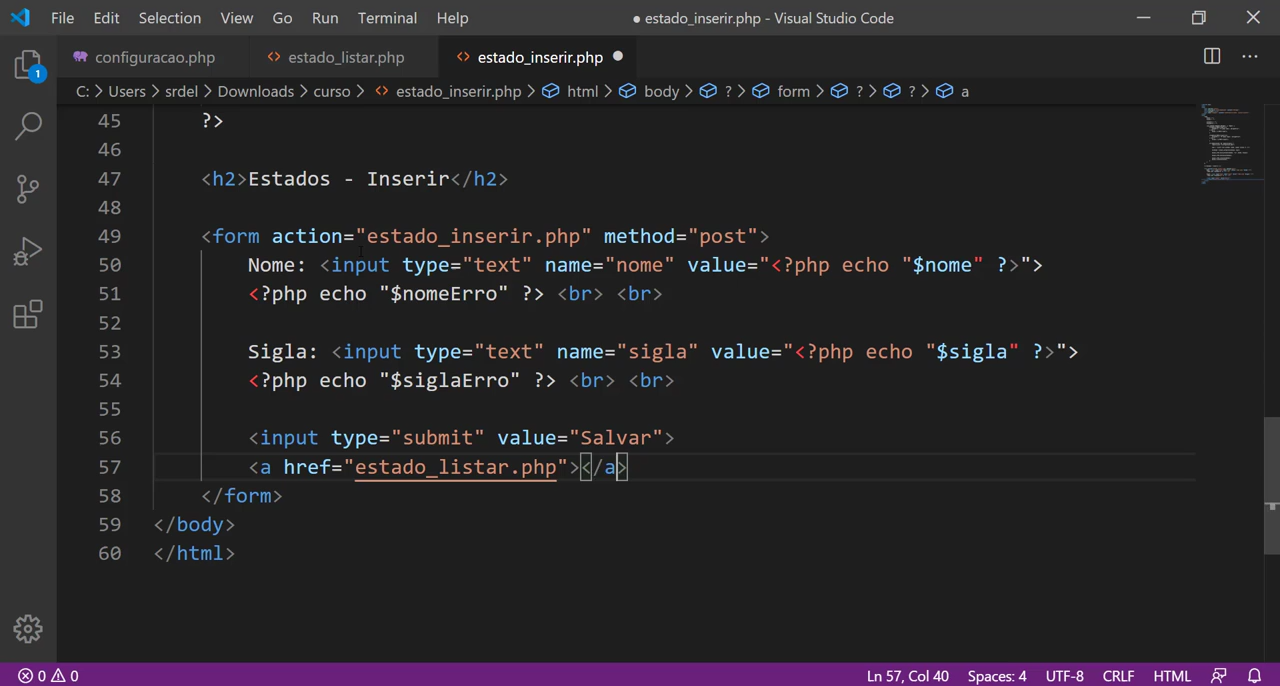 File Edit Selection View Go Run Terminal Help ● estado_inserir.php - Visual Studio Code
configuracao.php <> estado_listar.php <> estado_inserir.php ●
C: > Users > srdel > Downloads > curso > <> estado_inserir.php > html > body > ? > form > ? > ? > a
1
45 ?>
46
47 <h2>Estados - Inserir</h2>
48
49 <form action="estado_inserir.php" method="post">
50 Nome: <input type="text" name="nome" value="<?php echo "$nome" ?>">
51 <?php echo "$nomeErro" ?> <br> <br>
52
53 Sigla: <input type="text" name="sigla" value="<?php echo "$sigla" ?>">
54 <?php echo "$siglaErro" ?> <br> <br>
55
56 <input type="submit" value="Salvar">
57 <a href="estado_listar.php"></a>
58 </form>
59 </body>
60 </html>
0 0 Ln 57, Col 40 Spaces: 4 UTF-8 CRLF HTML